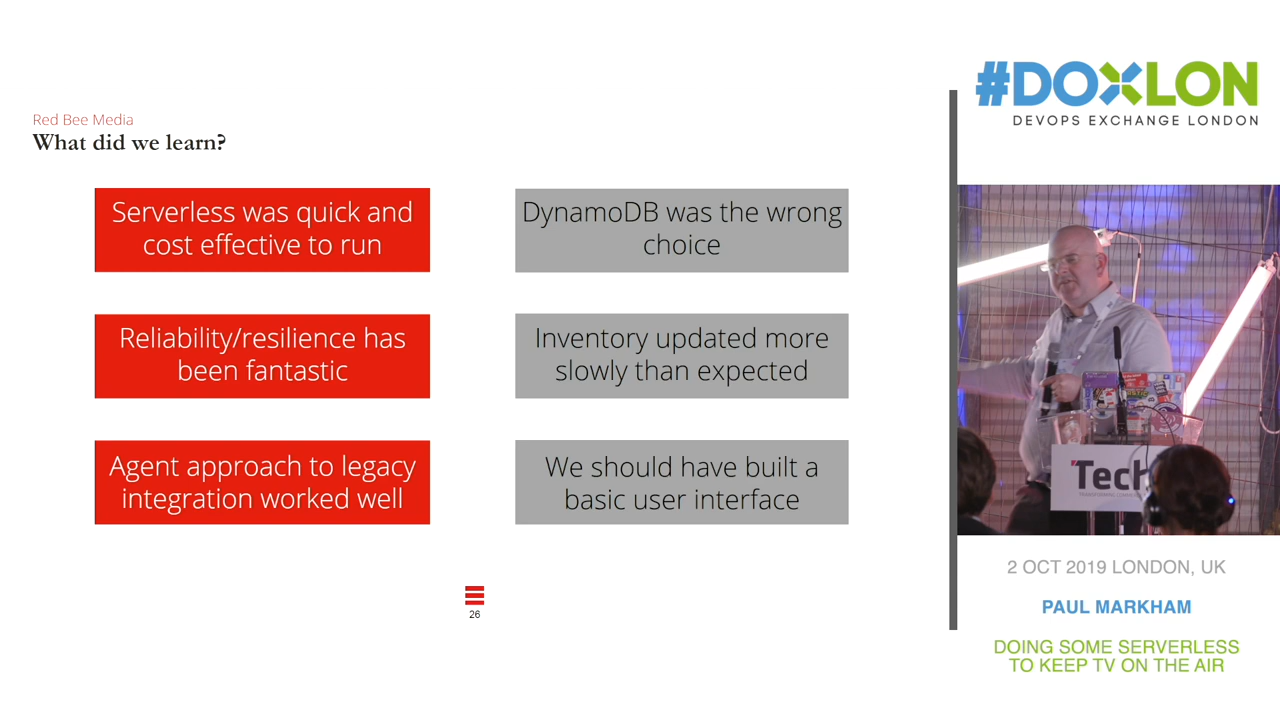 Red Bee Media
What did we learn?
Serverless was quick and
cost effective to run
DynamoDB was the wrong
choice
Reliability/resilience has
been fantastic
Inventory updated more
slowly than expected
Agent approach to legacy
integration worked well
We should have built a
basic user interface
26
#DOXLON
DEVOPS EXCHANGE LONDON
Tech
2 OCT 2019 LONDON, UK
PAUL MARKHAM
DOING SOME SERVERLESS
TO KEEP TV ON THE AIR